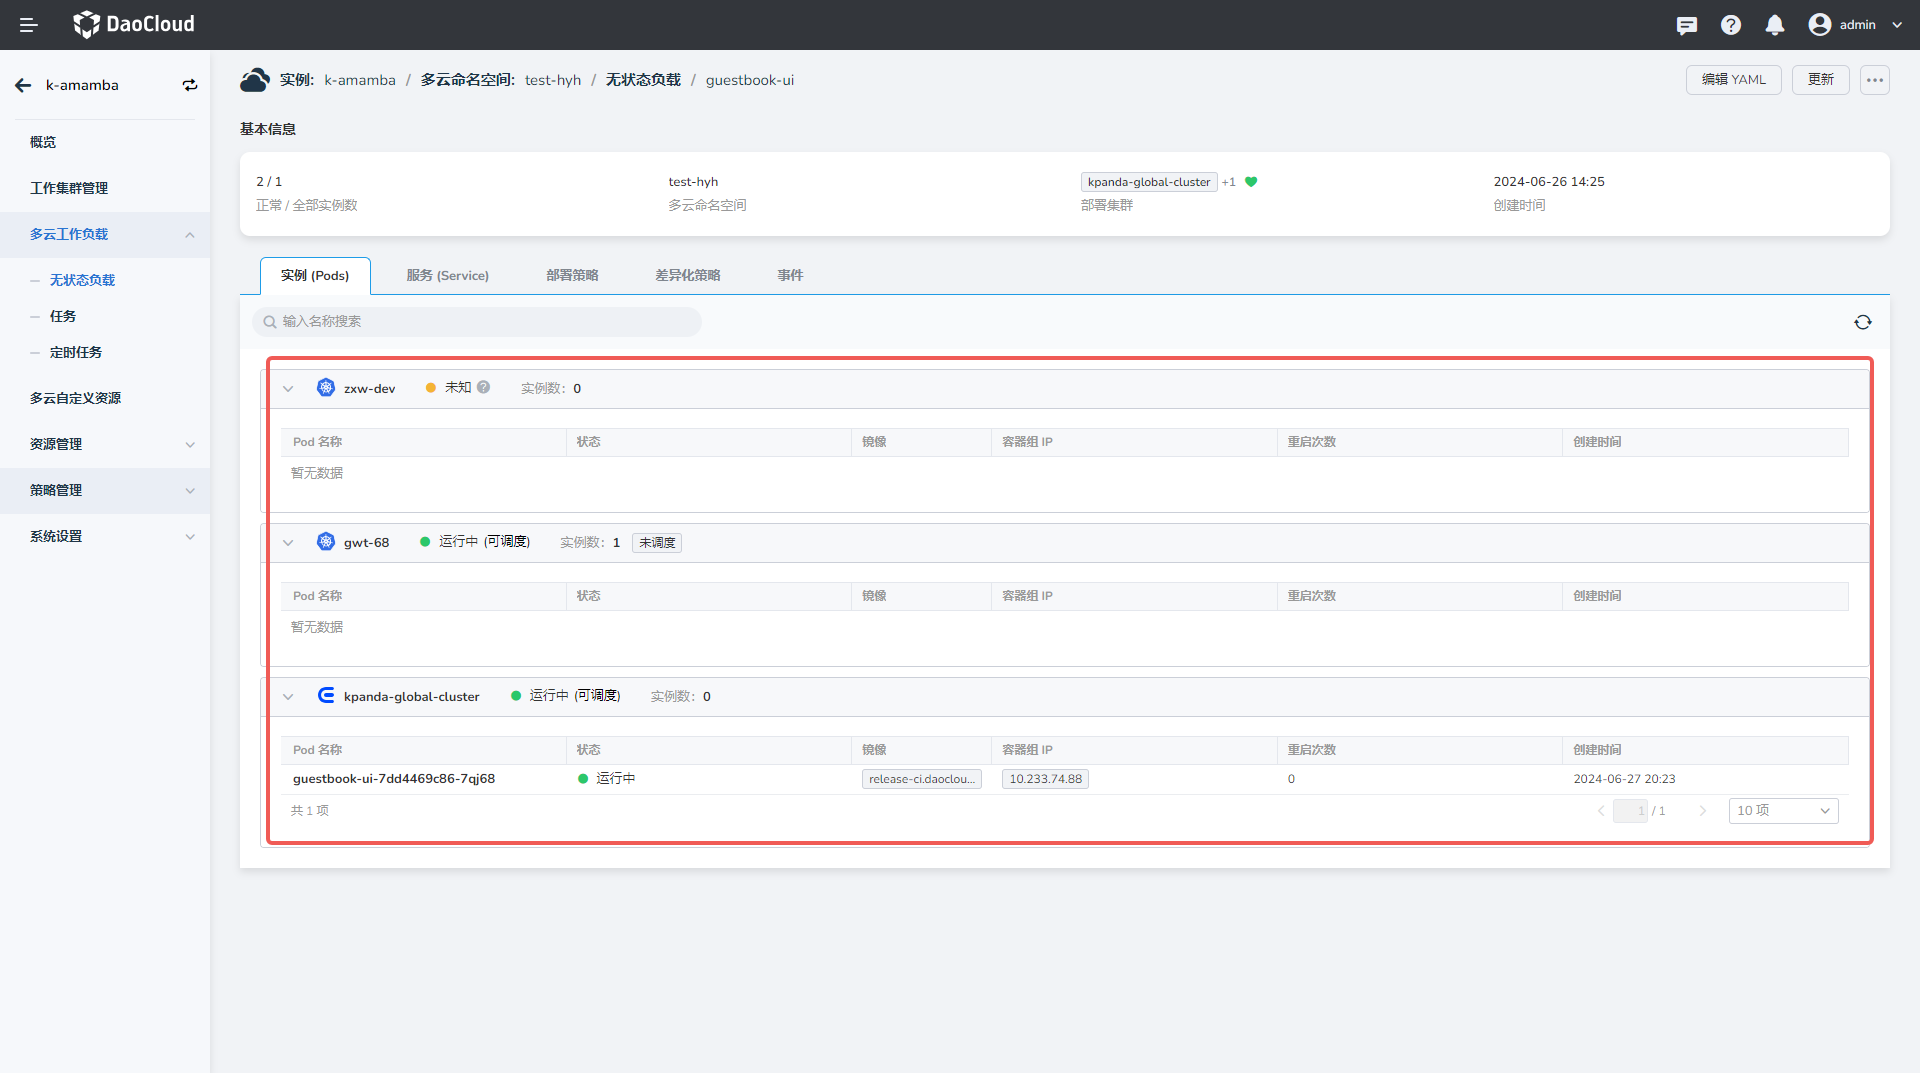 DaoCloud
admin
k-amamba
概览
工作集群管理
多云工作负载
无状态负载
任务
定时任务
多云自定义资源
资源管理
策略管理
系统设置
实例: k-amamba / 多云命名空间: test-hyh / 无状态负载 / guestbook-ui
编辑 YAML
更新
基本信息
2 / 1
正常 / 全部实例数
test-hyh
多云命名空间
kpanda-global-cluster +1
部署集群
2024-06-26 14:25
创建时间
实例 (Pods)
服务 (Service)
部署策略
差异化策略
事件
输入名称搜索
zxw-dev 未知 实例数: 0
Pod 名称 状态 镜像 容器组 IP 重启次数 创建时间
暂无数据
gwt-68 运行中 (可调度) 实例数: 1 未调度
Pod 名称 状态 镜像 容器组 IP 重启次数 创建时间
暂无数据
kpanda-global-cluster 运行中 (可调度) 实例数: 0
Pod 名称 状态 镜像 容器组 IP 重启次数 创建时间
guestbook-ui-7dd4469c86-7qj68 运行中 release-ci.daoclou... 10.233.74.88 0 2024-06-27 20:23
共 1 项
1 / 1
10 项